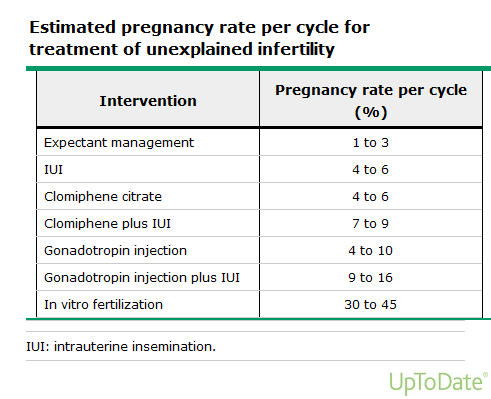 Estimated pregnancy rate per cycle for
treatment of unexplained infertility
Intervention Pregnancy rate per cycle
(%)
Expectant management 1 to 3
IUI 4 to 6
Clomiphene citrate 4 to 6
Clomiphene plus IUI 7 to 9
Gonadotropin injection 4 to 10
Gonadotropin injection plus IUI 9 to 16
In vitro fertilization 30 to 45
IUI: intrauterine insemination.
UpToDate®